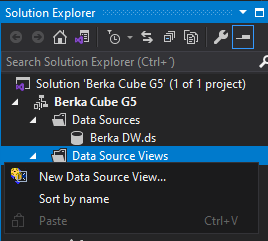 Solution Explorer
Search Solution Explorer (Ctrl+´)
Solution 'Berka Cube G5' (1 of 1 project)
Berka Cube G5
Data Sources
Berka DW.ds
Data Source Views
New Data Source View...
Sort by name
Paste Ctrl+V